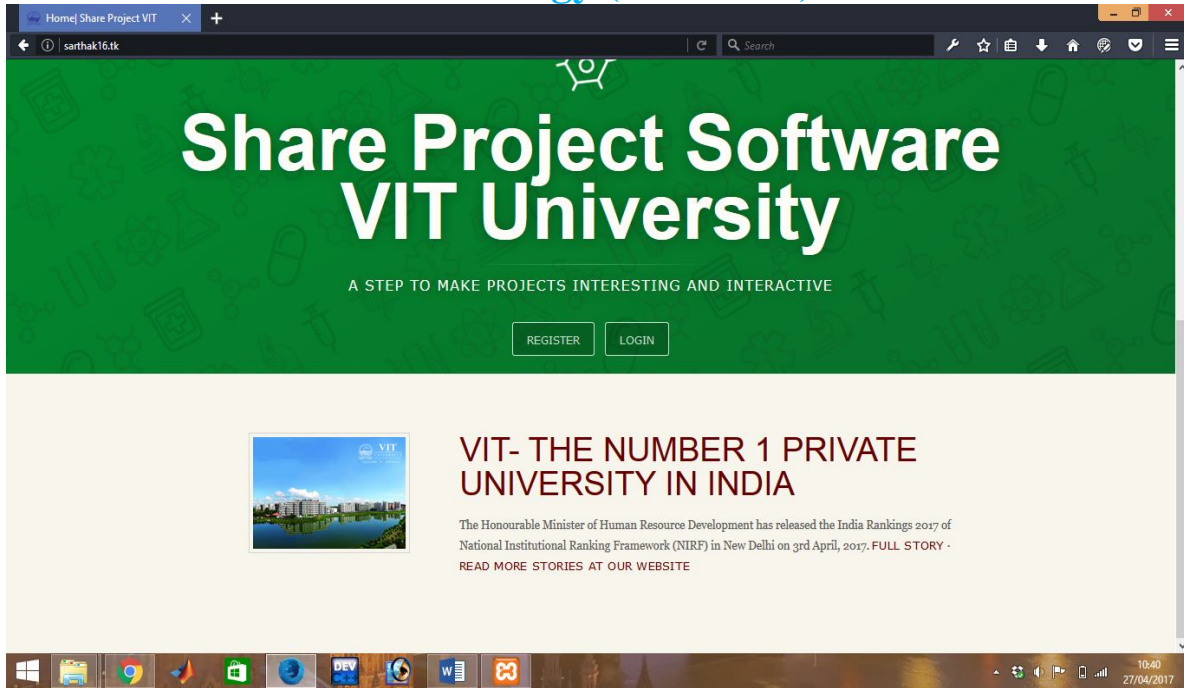 Home| Share Project VIT
sarthak16.tk
Search
Share Project Software
VIT University
A STEP TO MAKE PROJECTS INTERESTING AND INTERACTIVE
REGISTER LOGIN
VIT
VIT- THE NUMBER 1 PRIVATE
UNIVERSITY IN INDIA
The Honourable Minister of Human Resource Development has released the India Rankings 2017 of
National Institutional Ranking Framework (NIRF) in New Delhi on 3rd April, 2017. FULL STORY -
READ MORE STORIES AT OUR WEBSITE
DEV
10:40
27/04/2017